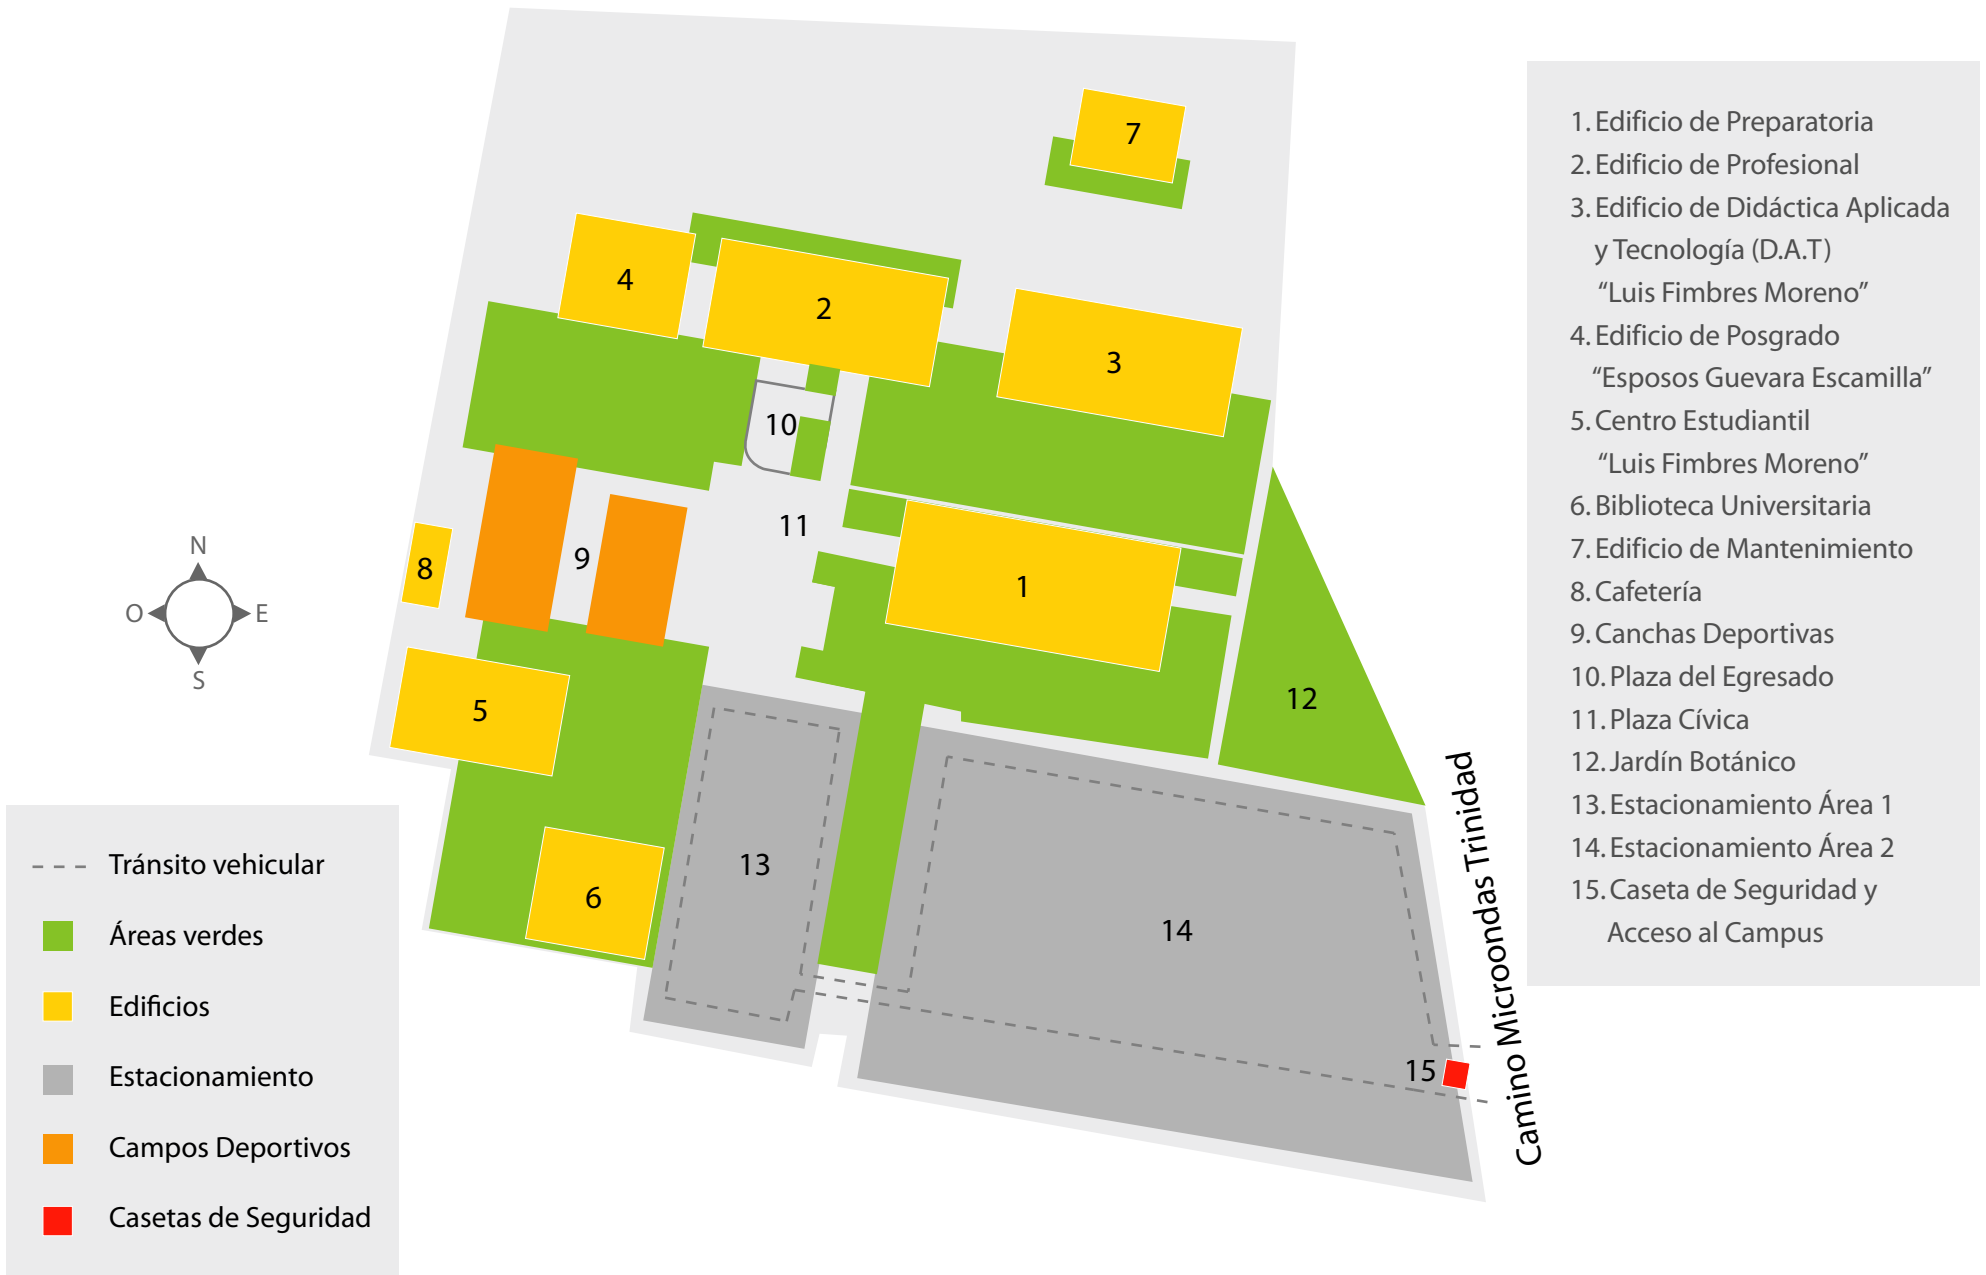 7
4
2
3
10
11
9
8
1
5
12
13
6
14
15
N
O
E
S
Camino Microondas Trinidad
Tránsito vehicular
Áreas verdes
Edificios
Estacionamiento
Campos Deportivos
Casetas de Seguridad
1. Edificio de Preparatoria
2. Edificio de Profesional
3. Edificio de Didáctica Aplicada
y Tecnología (D.A.T)
“Luis Fimbres Moreno”
4. Edificio de Posgrado
“Esposos Guevara Escamilla”
5. Centro Estudiantil
“Luis Fimbres Moreno”
6. Biblioteca Universitaria
7. Edificio de Mantenimiento
8. Cafetería
9. Canchas Deportivas
10. Plaza del Egresado
11. Plaza Cívica
12. Jardín Botánico
13. Estacionamiento Área 1
14. Estacionamiento Área 2
15. Caseta de Seguridad y
Acceso al Campus